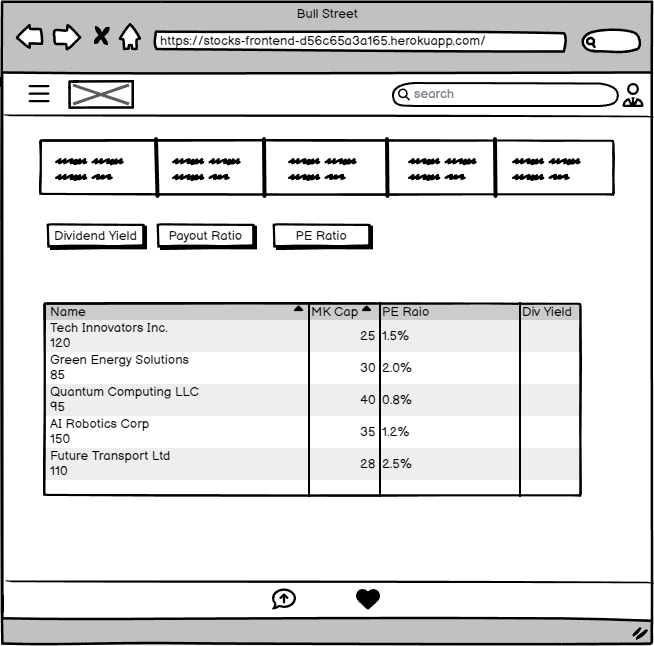 Bull Street
https://stocks-frontend-d56c65a3a165.herokuapp.com/
search
Dividend Yield Payout Ratio PE Ratio
Name MK Cap PE Raio Div Yield
Tech Innovators Inc.
120
25 1.5%
Green Energy Solutions
85
30 2.0%
Quantum Computing LLC
95
40 0.8%
AI Robotics Corp
150
35 1.2%
Future Transport Ltd
110
28 2.5%